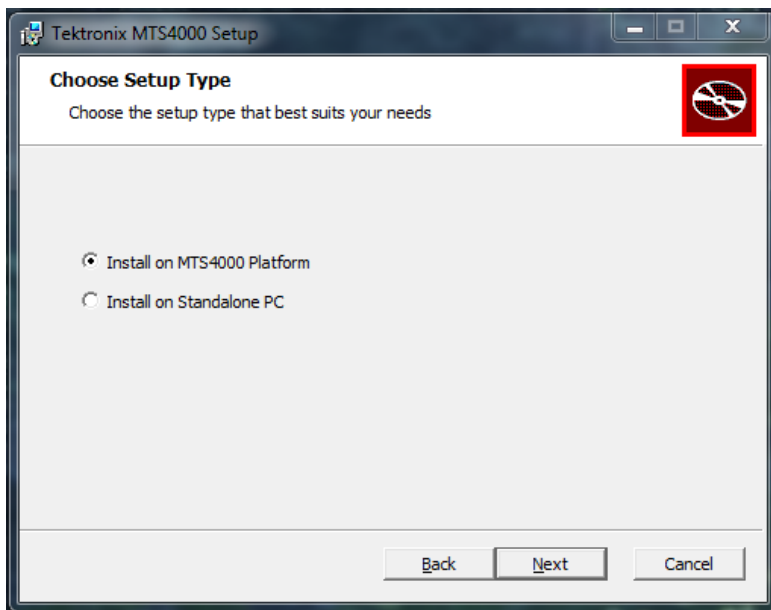 Tektronix MTS4000 Setup
Choose Setup Type
Choose the setup type that best suits your needs
Install on MTS4000 Platform
Install on Standalone PC
Back Next Cancel